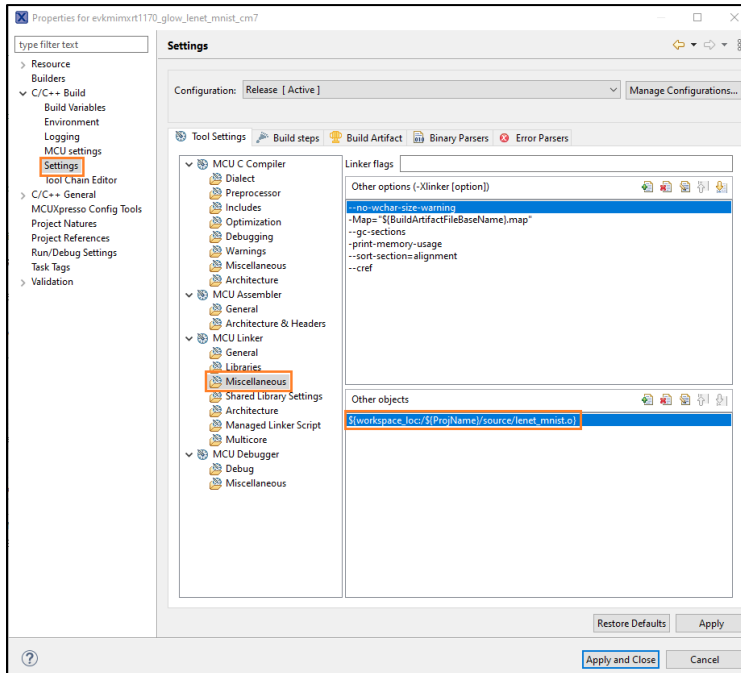 Properties for evkmimxrt1170_glow_lenet_mnist_cm7
type filter text
Resource
Builders
C/C++ Build
Build Variables
Environment
Logging
MCU settings
Settings
Tool Chain Editor
C/C++ General
MCUXpresso Config Tools
Project Natures
Project References
Run/Debug Settings
Task Tags
Validation
Settings
Configuration:
Release [ Active ]
Manage Configurations...
Tool Settings
Build steps
Build Artifact
Binary Parsers
Error Parsers
MCU C Compiler
Dialect
Preprocessor
Includes
Optimization
Debugging
Warnings
Miscellaneous
Architecture
MCU Assembler
General
Architecture & Headers
MCU Linker
General
Libraries
Miscellaneous
Shared Library Settings
Architecture
Managed Linker Script
Multicore
MCU Debugger
Debug
Miscellaneous
Linker flags
Other options (-Xlinker [option])
--no-wchar-size-warning
-Map="${BuildArtifactFileBaseName}.map"
--gc-sections
-print-memory-usage
--sort-section=alignment
--cref
Other objects
${workspace_loc:/${ProjName}/source/lenet_mnist.o}
Restore Defaults
Apply
Apply and Close
Cancel